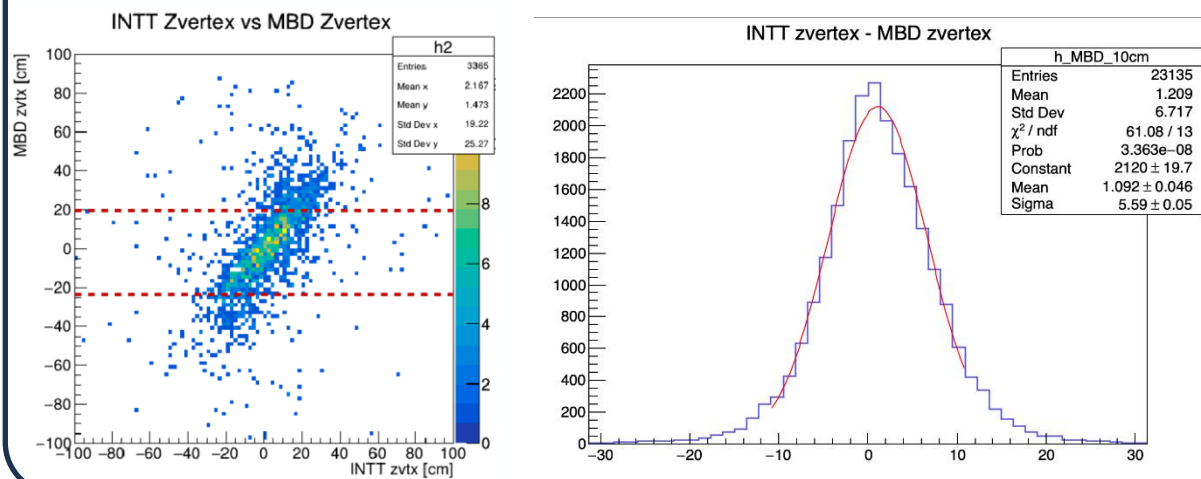 INTT Zvertex vs MBD Zvertex
h2
Entries 3365
Mean x 2.167
Mean y 1.473
Std Dev x 19.22
Std Dev y 25.27
MBD zvtx [cm]
100
80
60
40
20
0
−20
−40
−60
−80
−100
−100 −80 −60 −40 −20 0 20 40 60 80 100
INTT zvtx [cm]
8
6
4
2
0
INTT zvertex - MBD zvertex
h_MBD_10cm
Entries 23135
Mean 1.209
Std Dev 6.717
χ² / ndf 61.08 / 13
Prob 3.363e−08
Constant 2120 ± 19.7
Mean 1.092 ± 0.046
Sigma 5.59 ± 0.05
2200
2000
1800
1600
1400
1200
1000
800
600
400
200
0
−30 −20 −10 0 10 20 30